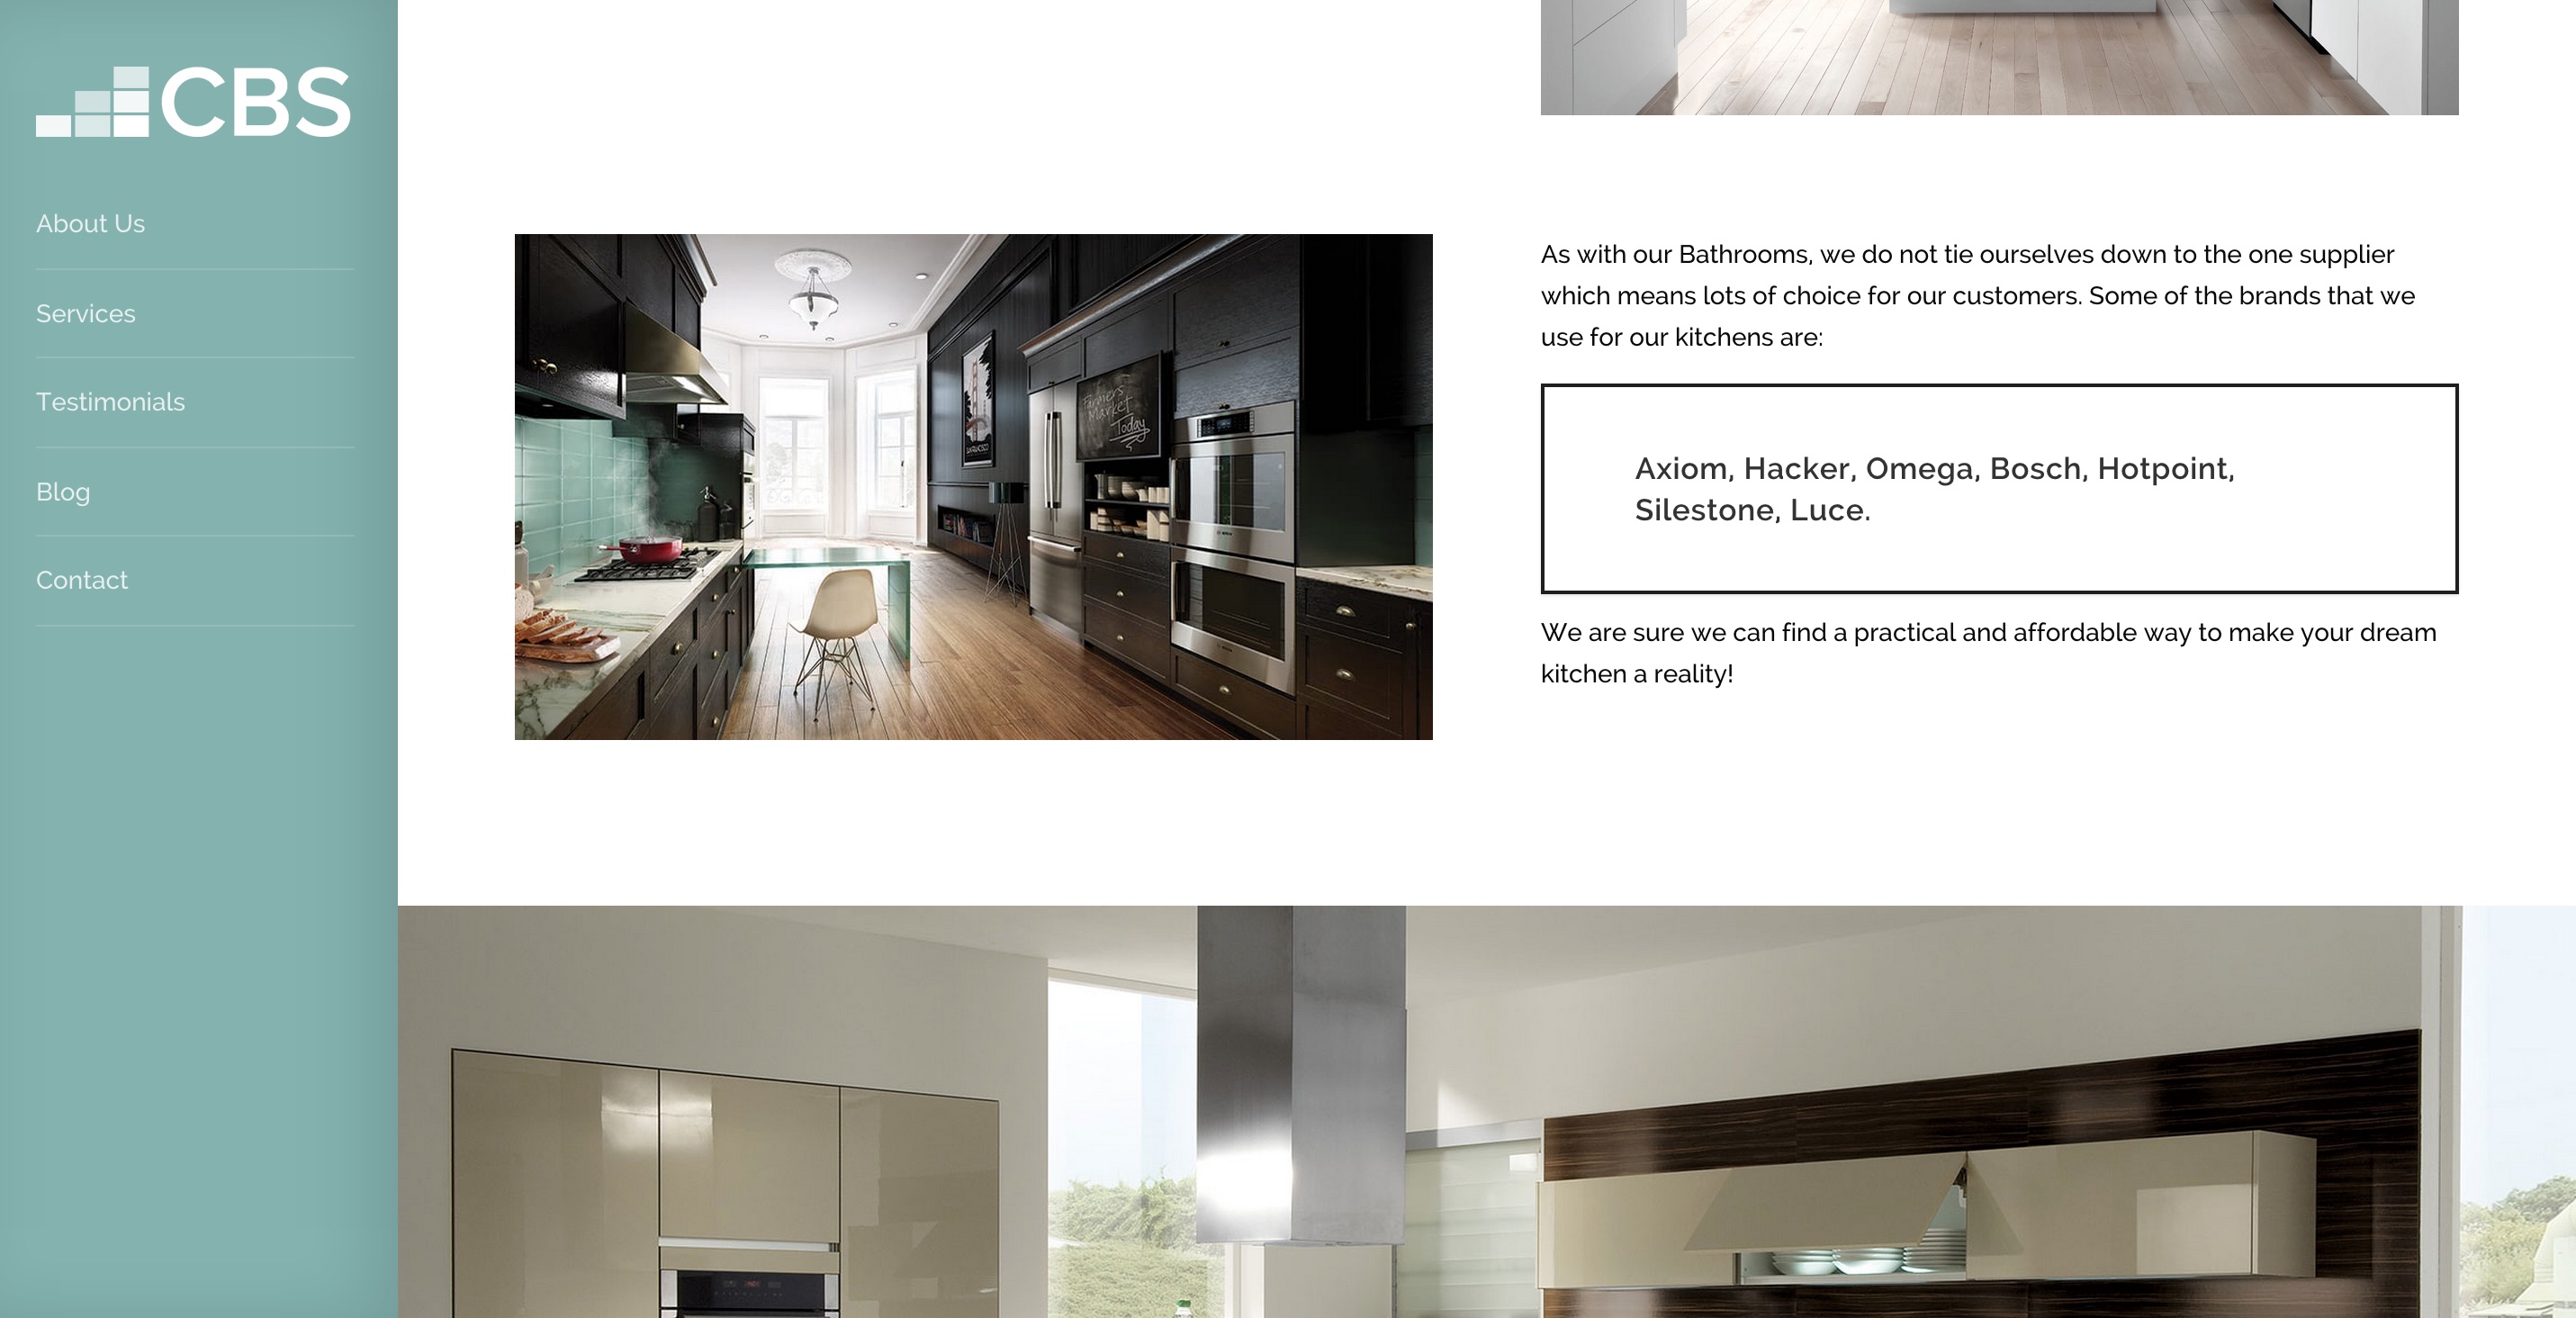 CBS
About Us
Services
Testimonials
Blog
Contact
Farmers
Market
Today
As with our Bathrooms, we do not tie ourselves down to the one supplier
which means lots of choice for our customers. Some of the brands that we
use for our kitchens are:
Axiom, Hacker, Omega, Bosch, Hotpoint,
Silestone, Luce.
We are sure we can find a practical and affordable way to make your dream
kitchen a reality!